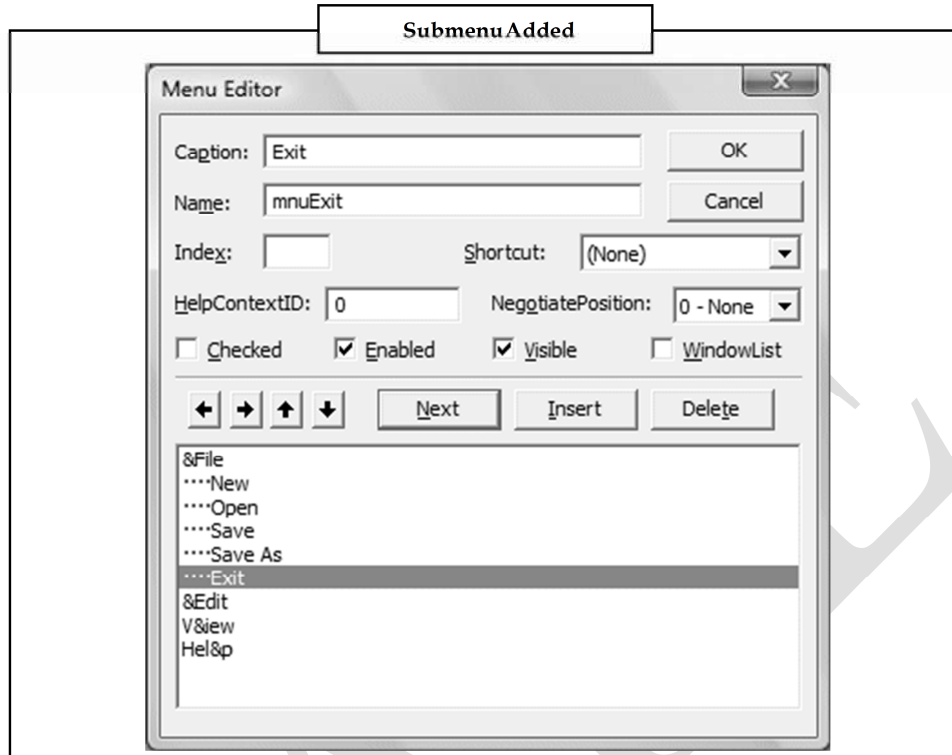 Submenu Added
Menu Editor
Caption: Exit OK
Name: mnuExit Cancel
Index: Shortcut: (None)
HelpContextID: 0 NegotiatePosition: 0 - None
Checked Enabled Visible WindowList
Next Insert Delete
&File
····New
····Open
····Save
····Save As
····Exit
&Edit
V&iew
Hel&p